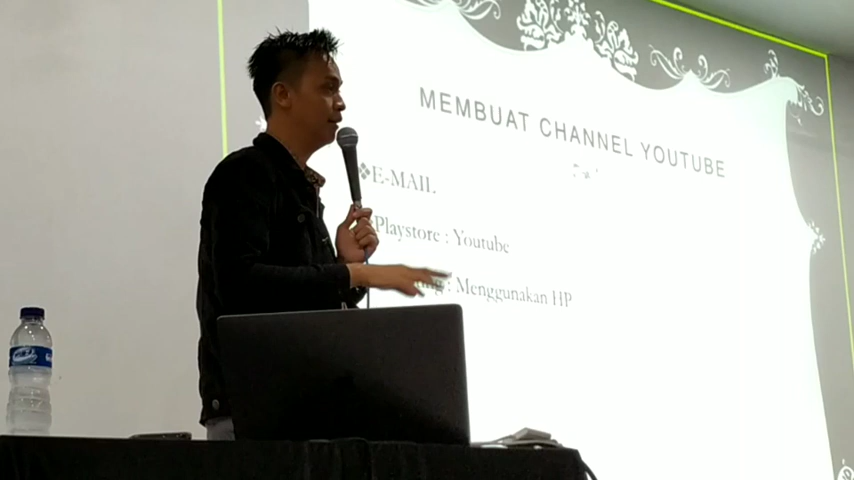 MEMBUAT CHANNEL YOUTUBE
❖E-MAIL
Playstore : Youtube
: Menggunakan HP